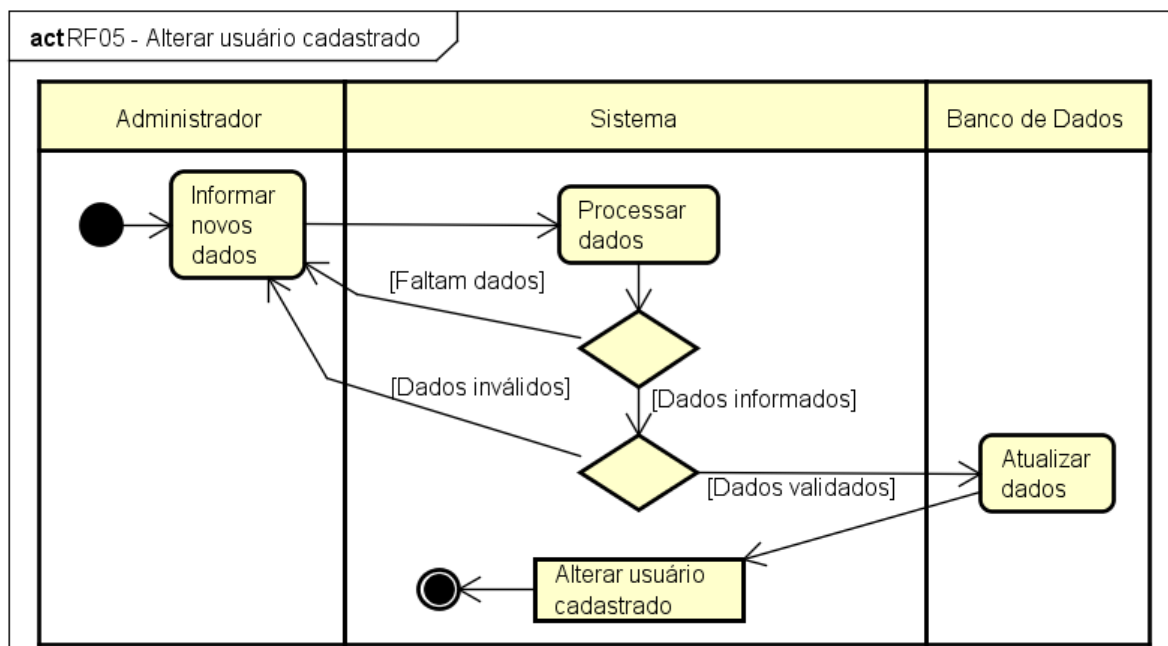 act RF05 - Alterar usuário cadastrado
Administrador
Sistema
Banco de Dados
Informar
novos
dados
Processar
dados
[Faltam dados]
[Dados inválidos]
[Dados informados]
[Dados validados]
Atualizar
dados
Alterar usuário
cadastrado